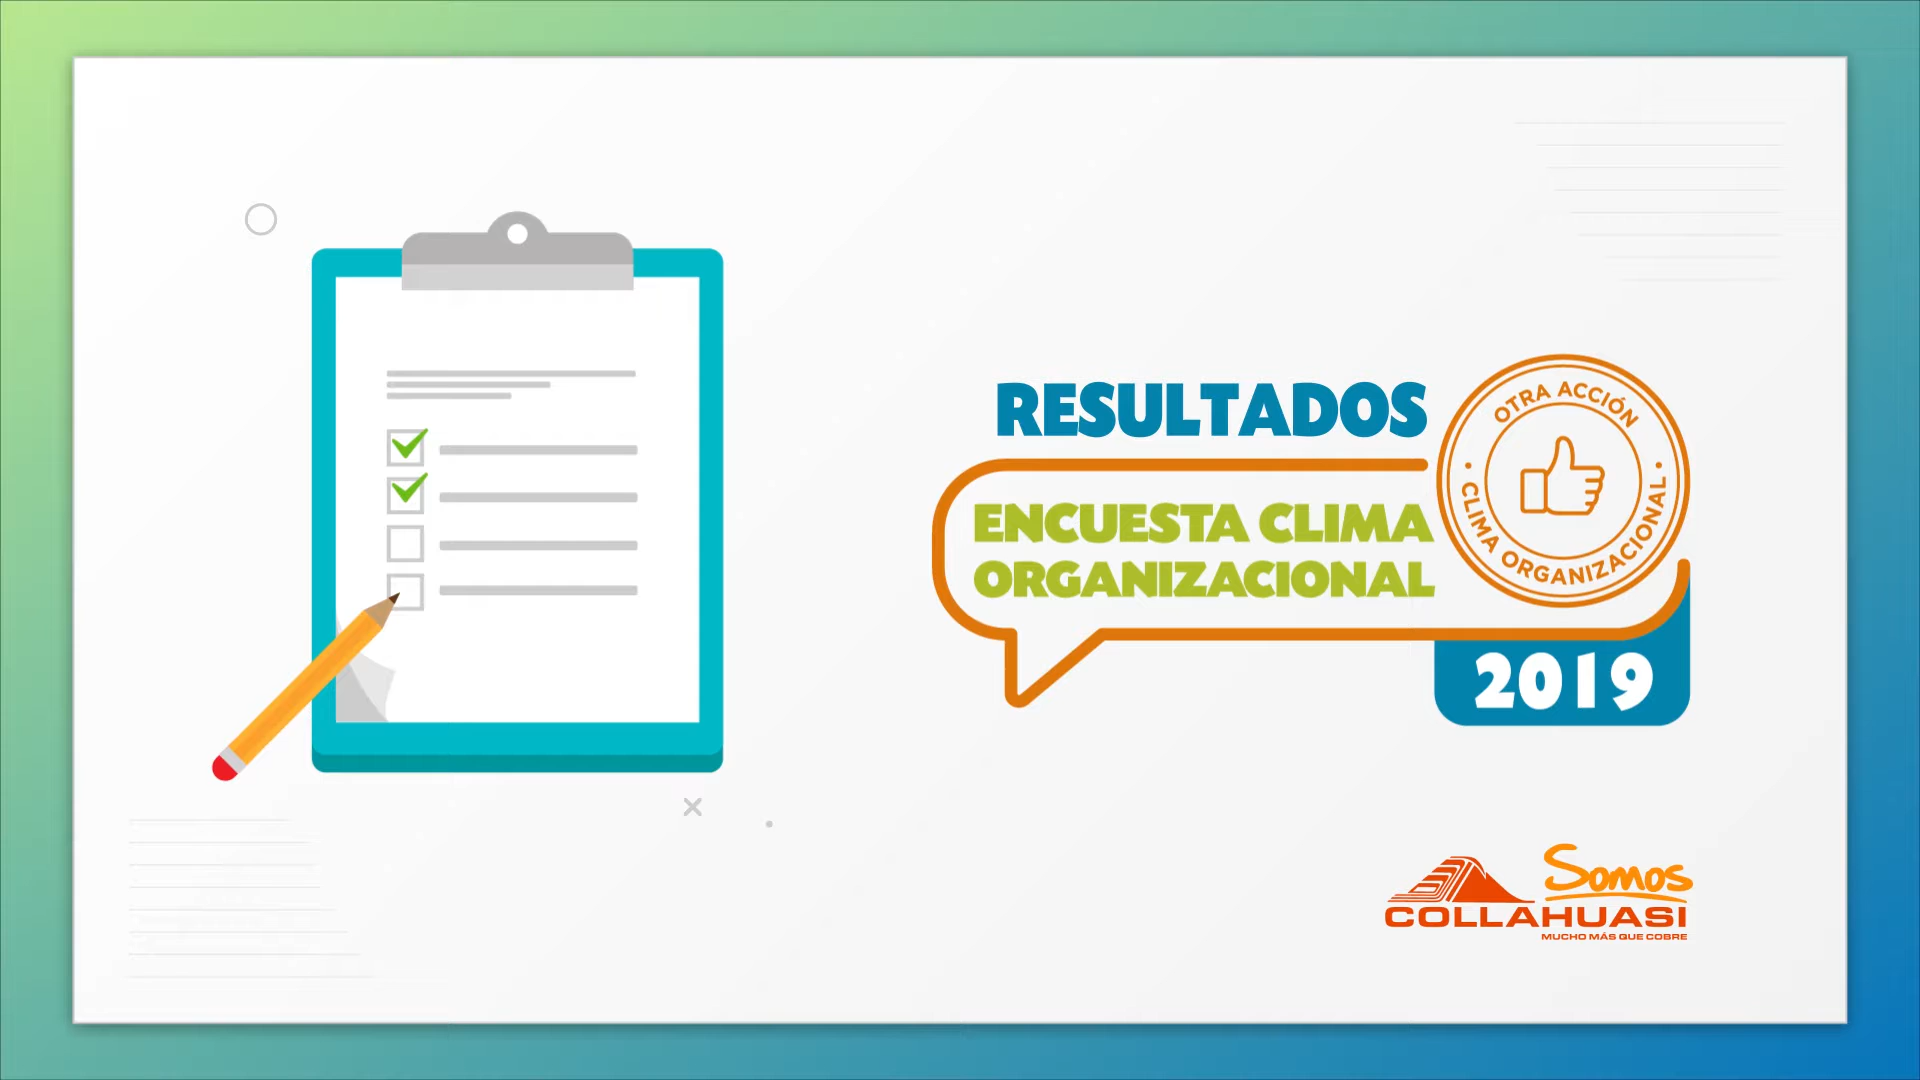 RESULTADOS
OTRA ACCIÓN
• CLIMA ORGANIZACIONAL •
ENCUESTA CLIMA
ORGANIZACIONAL
2019
Somos
COLLAHUASI
MUCHO MÁS QUE COBRE